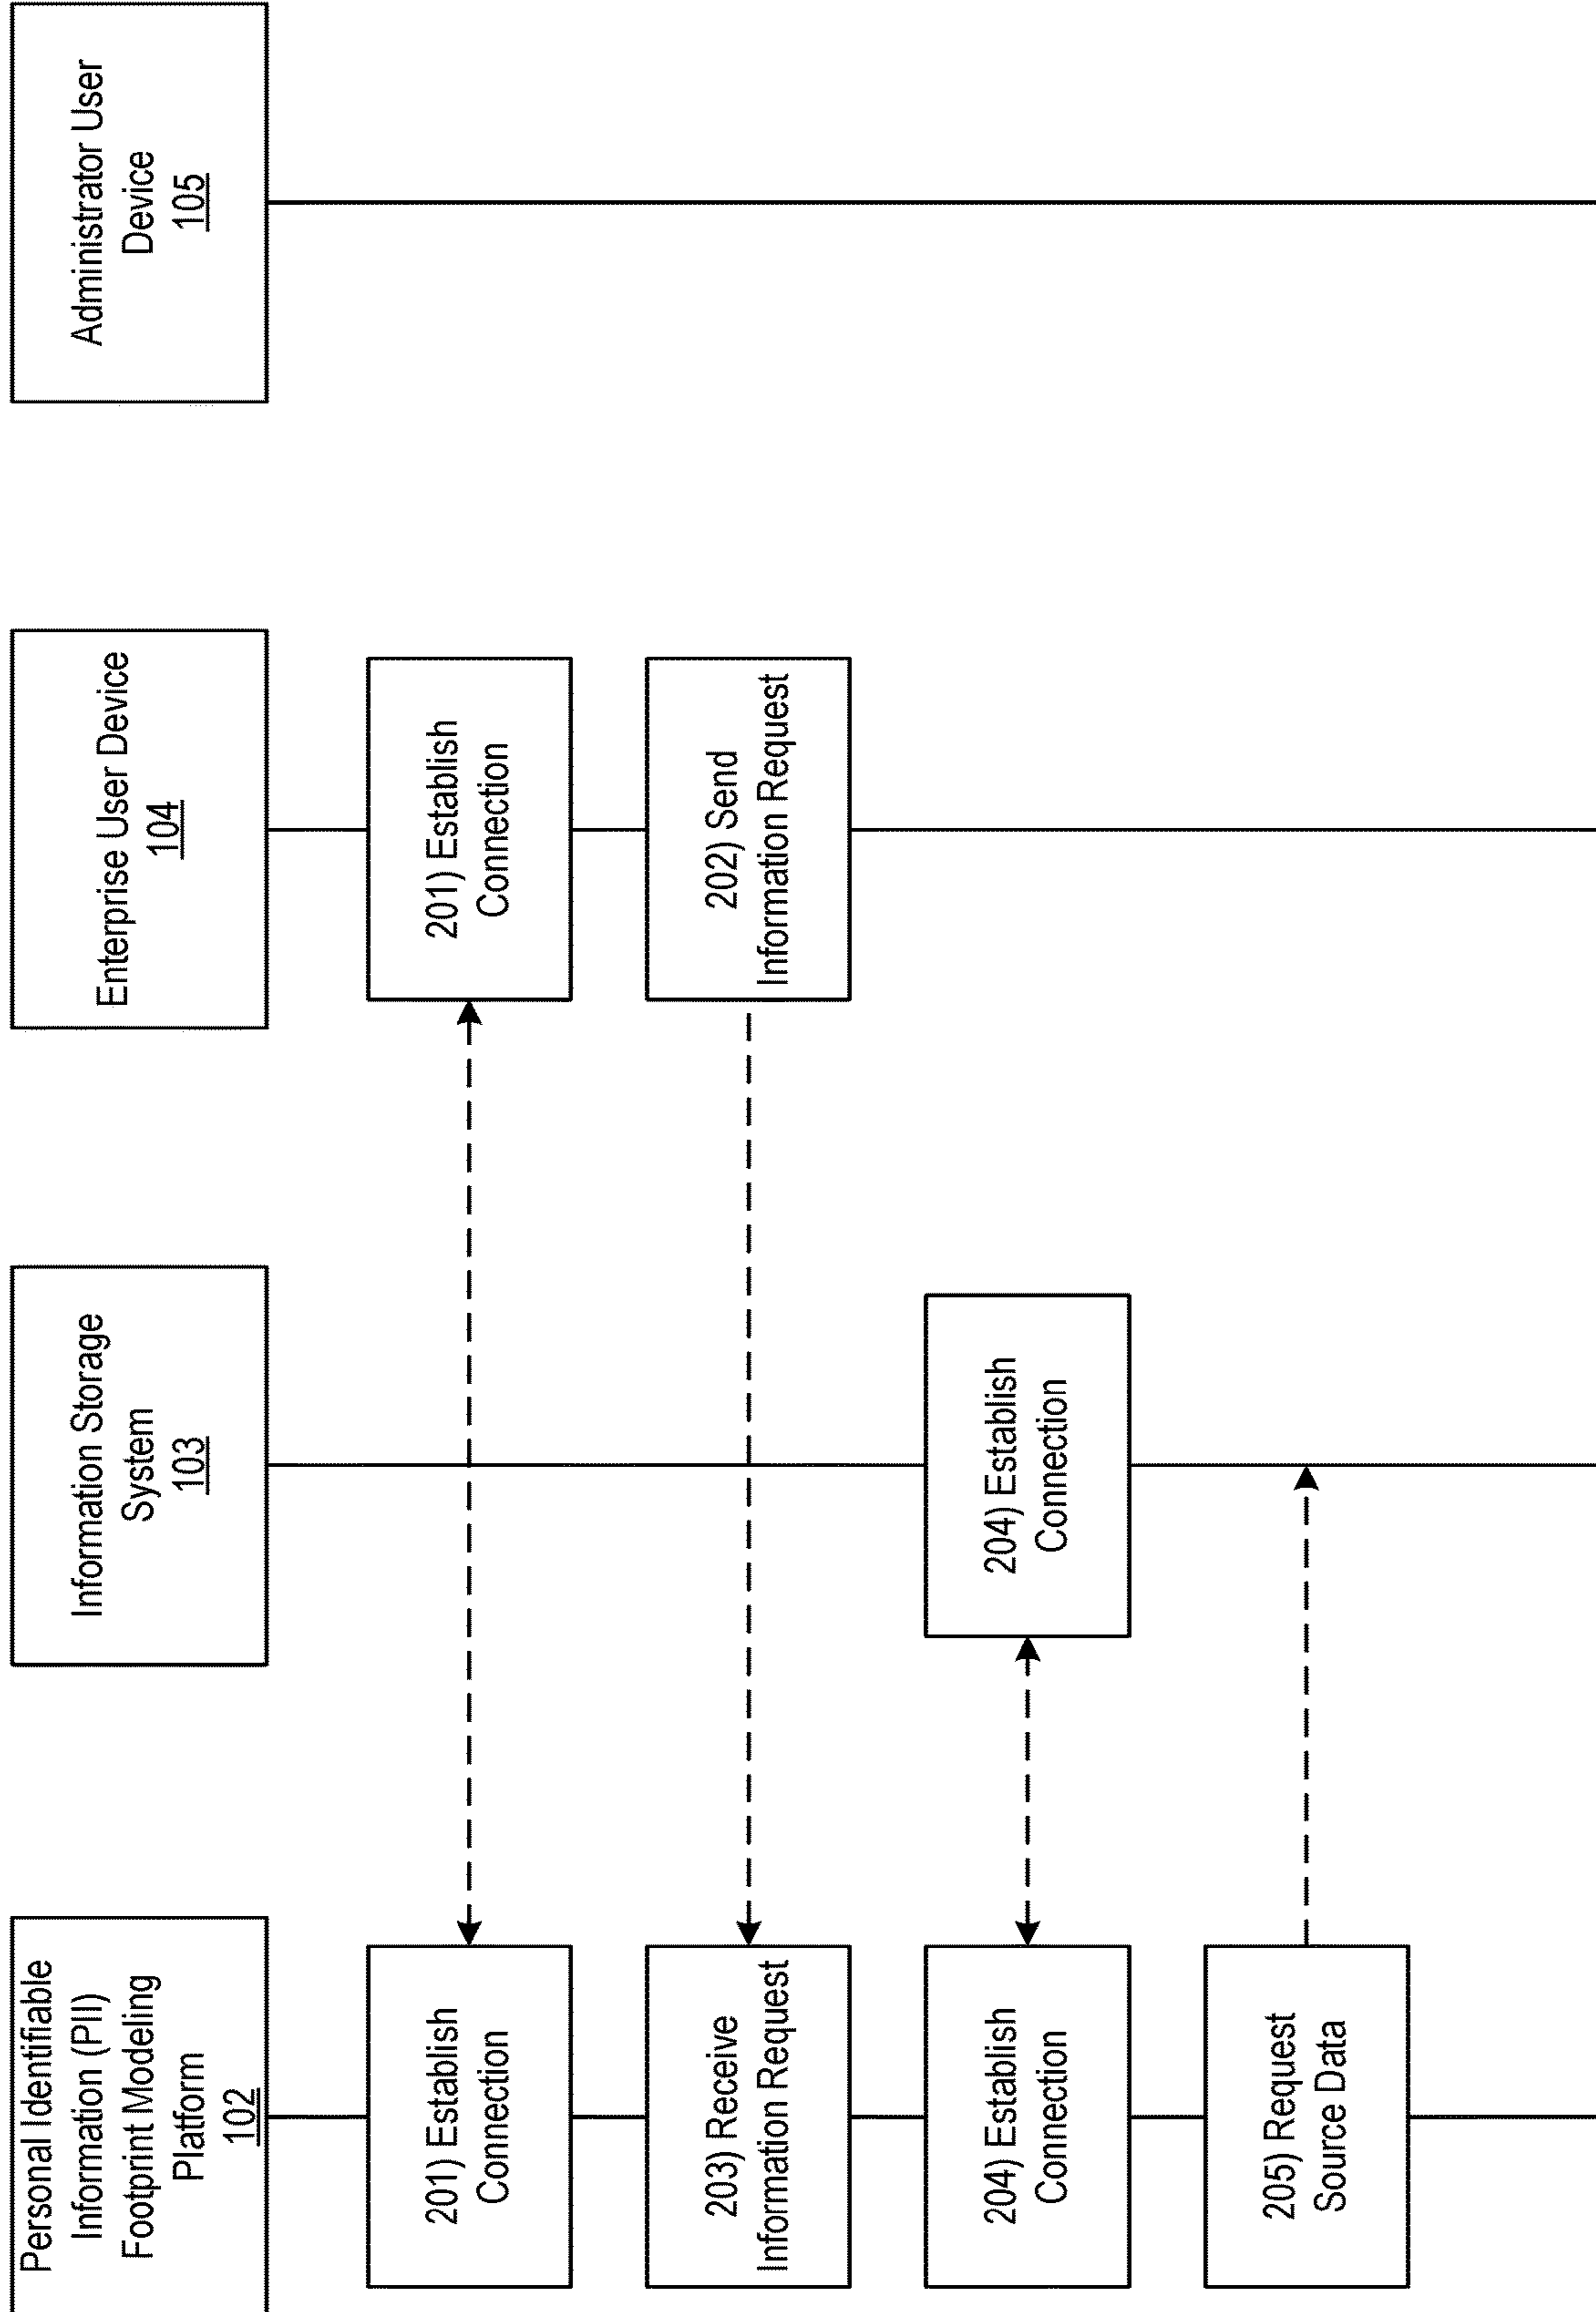 Personal Identifiable
Information (PII)
Footprint Modeling
Platform
102
Information Storage
System
103
Enterprise User Device
104
Administrator User
Device
105
201) Establish
Connection
201) Establish
Connection
203) Receive
Information Request
202) Send
Information Request
204) Establish
Connection
204) Establish
Connection
205) Request
Source Data